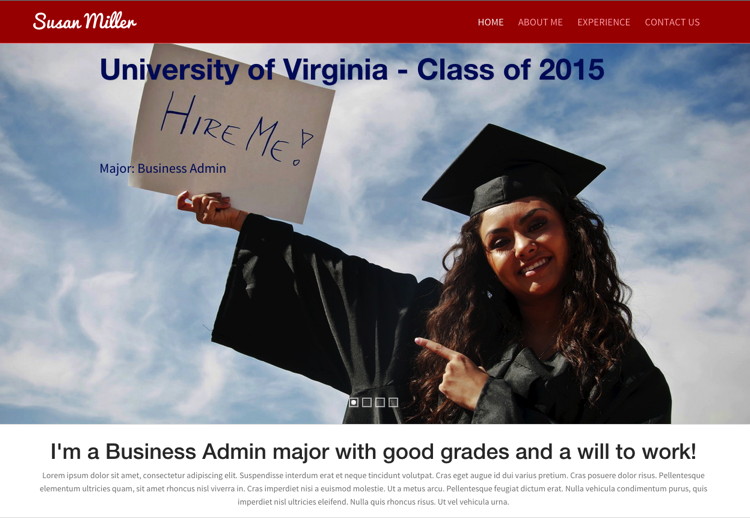 Susan Miller
HOME ABOUT ME EXPERIENCE CONTACT US
University of Virginia - Class of 2015
HIRE ME!
Major: Business Admin
I'm a Business Admin major with good grades and a will to work!
Lorem ipsum dolor sit amet, consectetur adipiscing elit. Suspendisse interdum erat et neque tincidunt volutpat. Cras eget augue id dui varius pretium. Cras posuere dolor risus. Pellentesque
elementum ultricies quam, sit amet rhoncus nisl viverra in. Cras imperdiet nisi a euismod molestie. Ut a metus arcu. Pellentesque feugiat dictum erat. Nulla vehicula condimentum purus, quis
imperdiet nisl ultricies eleifend. Nulla quis rhoncus risus. Ut vel vehicula urna.